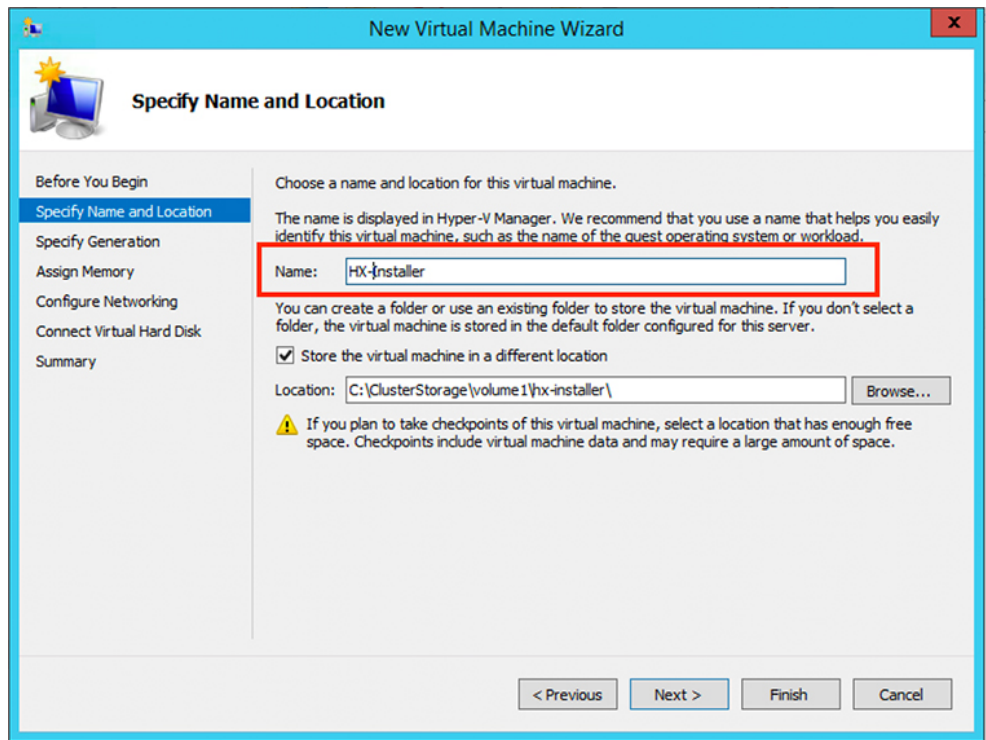 New Virtual Machine Wizard
x
Specify Name and Location
Before You Begin
Specify Name and Location
Specify Generation
Assign Memory
Configure Networking
Connect Virtual Hard Disk
Summary
Choose a name and location for this virtual machine.
The name is displayed in Hyper-V Manager. We recommend that you use a name that helps you easily
identify this virtual machine, such as the name of the guest operating system or workload.
Name: HX-Installer
You can create a folder or use an existing folder to store the virtual machine. If you don't select a
folder, the virtual machine is stored in the default folder configured for this server.
Store the virtual machine in a different location
Location: C:\ClusterStorage\volume1\hx-installer\ Browse...
If you plan to take checkpoints of this virtual machine, select a location that has enough free
space. Checkpoints include virtual machine data and may require a large amount of space.
< Previous Next > Finish Cancel